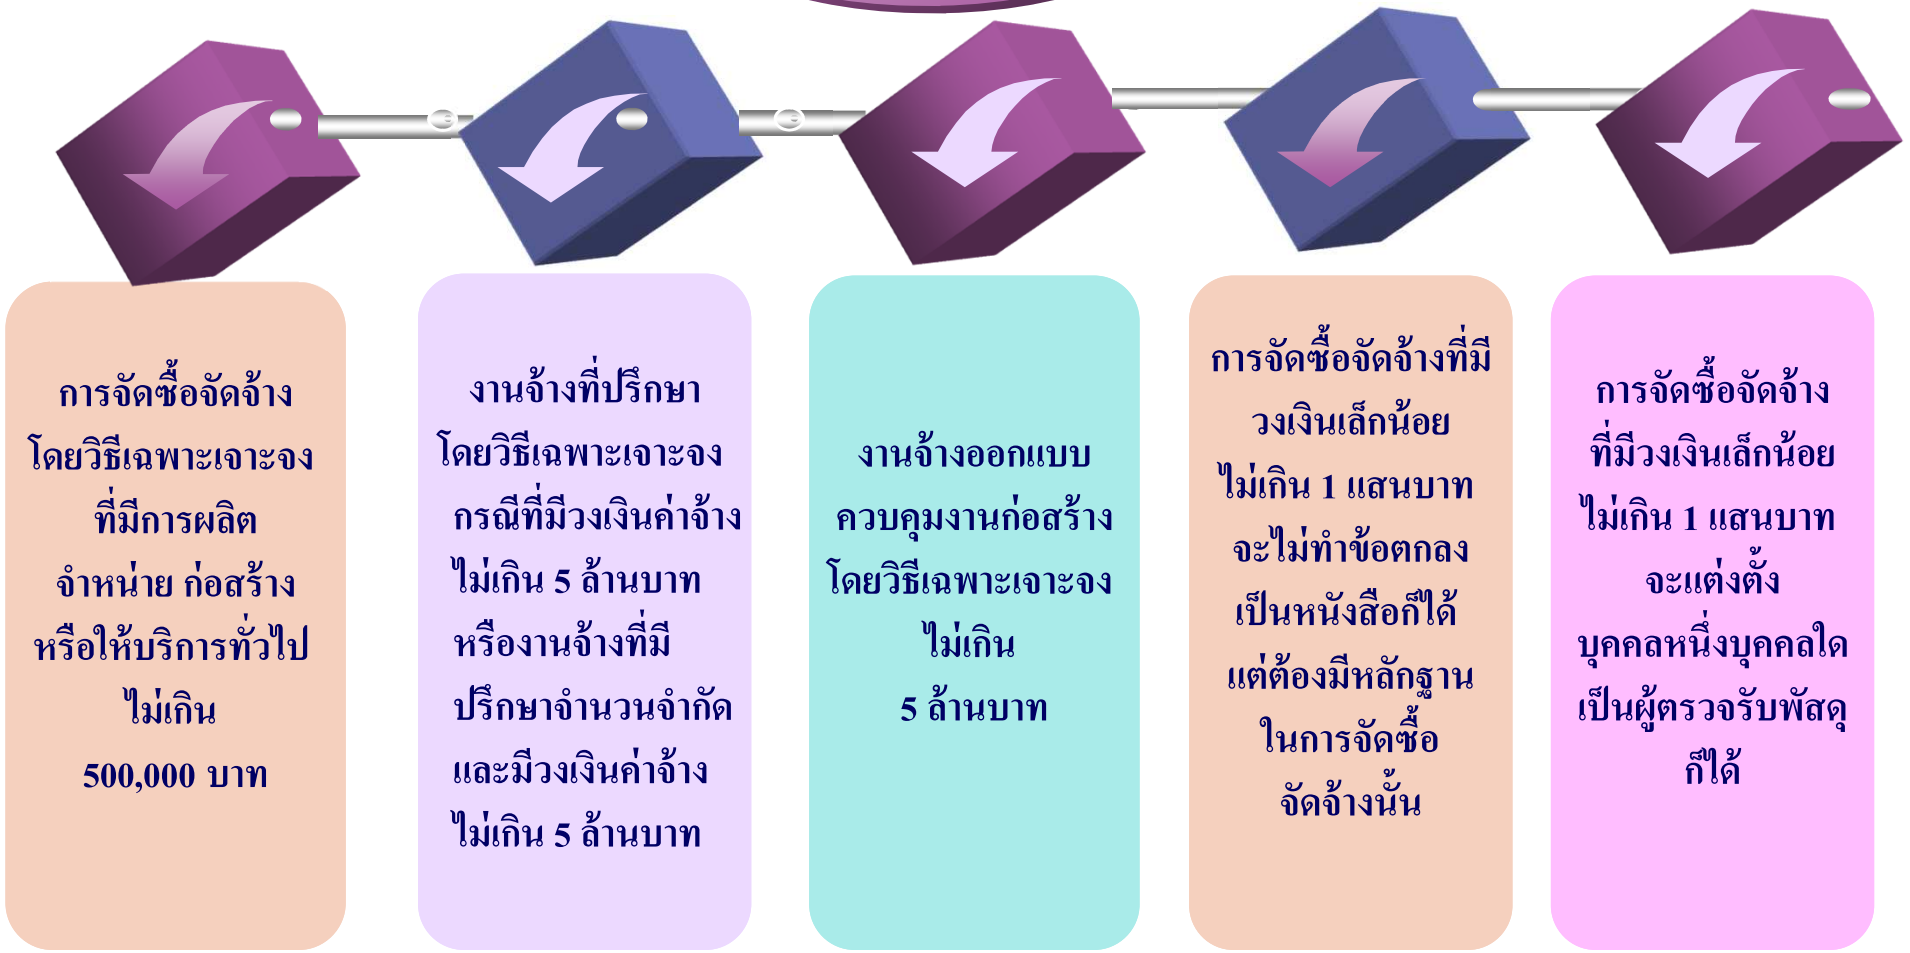 การจัดซื้อจัดจ้าง
โดยวิธีเฉพาะเจาะจง
ที่มีการผลิต
จำหน่าย ก่อสร้าง
หรือให้บริการทั่วไป
ไม่เกิน
500,000 บาท
งานจ้างที่ปรึกษา
โดยวิธีเฉพาะเจาะจง
กรณีที่มีวงเงินค่าจ้าง
ไม่เกิน 5 ล้านบาท
หรืองานจ้างที่มี
ปรึกษาจำนวนจำกัด
และมีวงเงินค่าจ้าง
ไม่เกิน 5 ล้านบาท
งานจ้างออกแบบ
ควบคุมงานก่อสร้าง
โดยวิธีเฉพาะเจาะจง
ไม่เกิน
5 ล้านบาท
การจัดซื้อจัดจ้างที่มี
วงเงินเล็กน้อย
ไม่เกิน 1 แสนบาท
จะไม่ทำข้อตกลง
เป็นหนังสือก็ได้
แต่ต้องมีหลักฐาน
ในการจัดซื้อ
จัดจ้างนั้น
การจัดซื้อจัดจ้าง
ที่มีวงเงินเล็กน้อย
ไม่เกิน 1 แสนบาท
จะแต่งตั้ง
บุคคลหนึ่งบุคคลใด
เป็นผู้ตรวจรับพัสดุ
ก็ได้